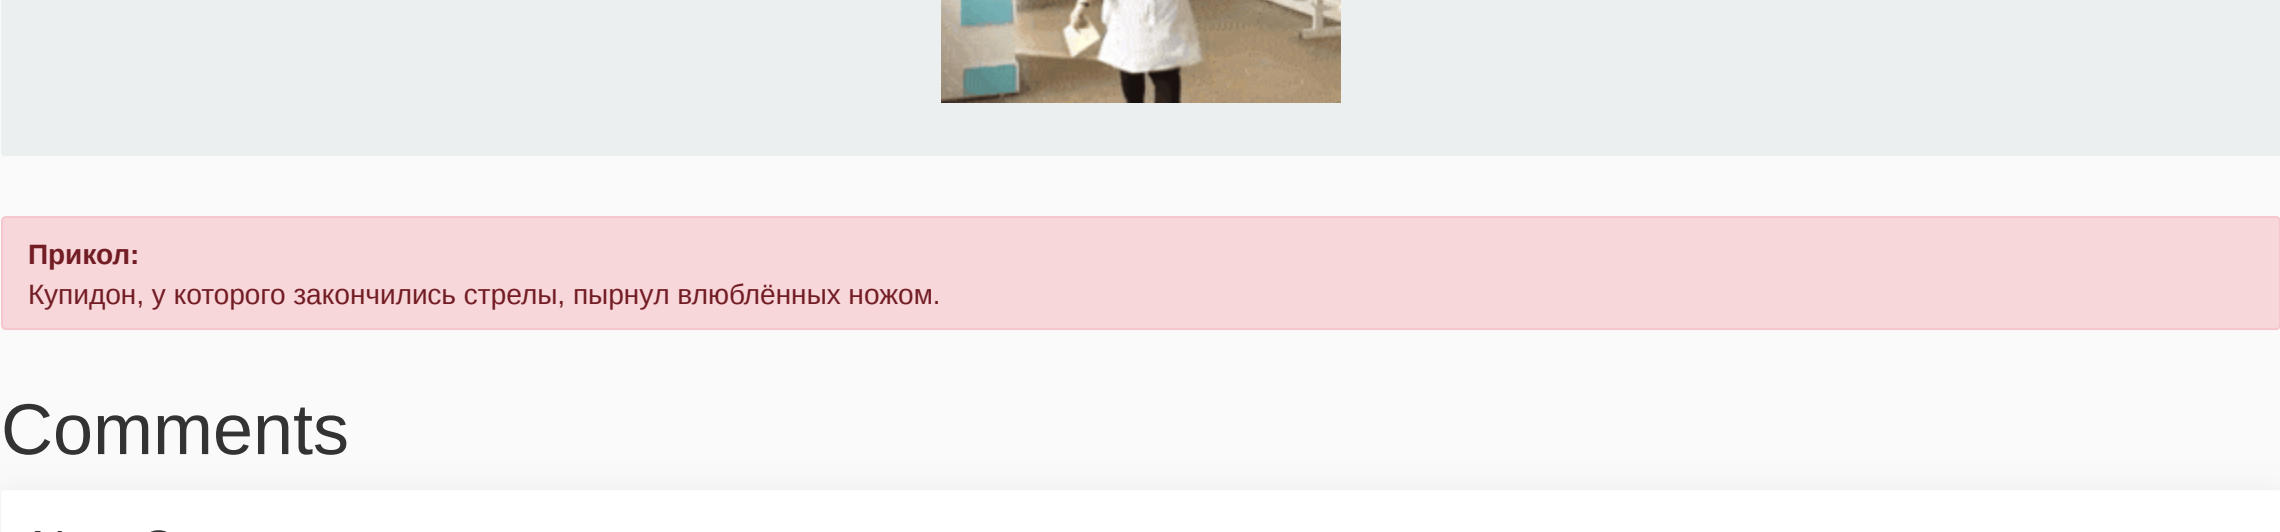 Прикол:
Купидон, у которого закончились стрелы, пырнул влюблённых ножом.
Comments